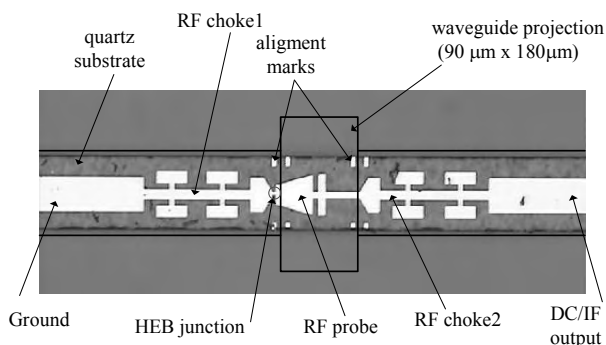 RF choke1
quartz
substrate
aligment
marks
waveguide projection
(90 μm x 180μm)
Ground
HEB junction
RF probe
RF choke2
DC/IF
output